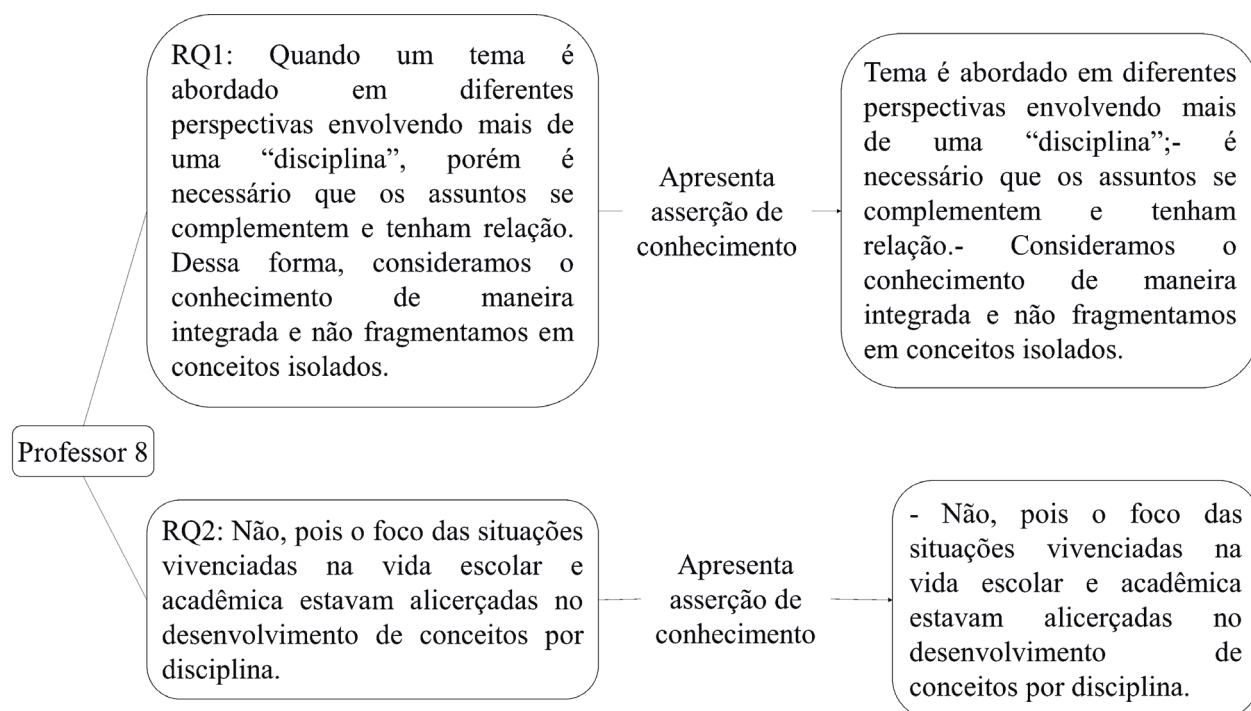 RQ1: Quando um tema é
abordado em diferentes
perspectivas envolvendo mais de
uma “disciplina”, porém é
necessário que os assuntos se
complementem e tenham relação.
Dessa forma, consideramos o
conhecimento de maneira
integrada e não fragmentamos em
conceitos isolados.
Apresenta
asserção de
conhecimento
Tema é abordado em diferentes
perspectivas envolvendo mais
de uma “disciplina”;- é
necessário que os assuntos se
complementem e tenham
relação.- Consideramos o
conhecimento de maneira
integrada e não fragmentamos
em conceitos isolados.
Professor 8
RQ2: Não, pois o foco das situações
vivenciadas na vida escolar e
acadêmica estavam alicerçadas no
desenvolvimento de conceitos por
disciplina.
Apresenta
asserção de
conhecimento
- Não, pois o foco das
situações vivenciadas na
vida escolar e acadêmica
estavam alicerçadas no
desenvolvimento de
conceitos por disciplina.